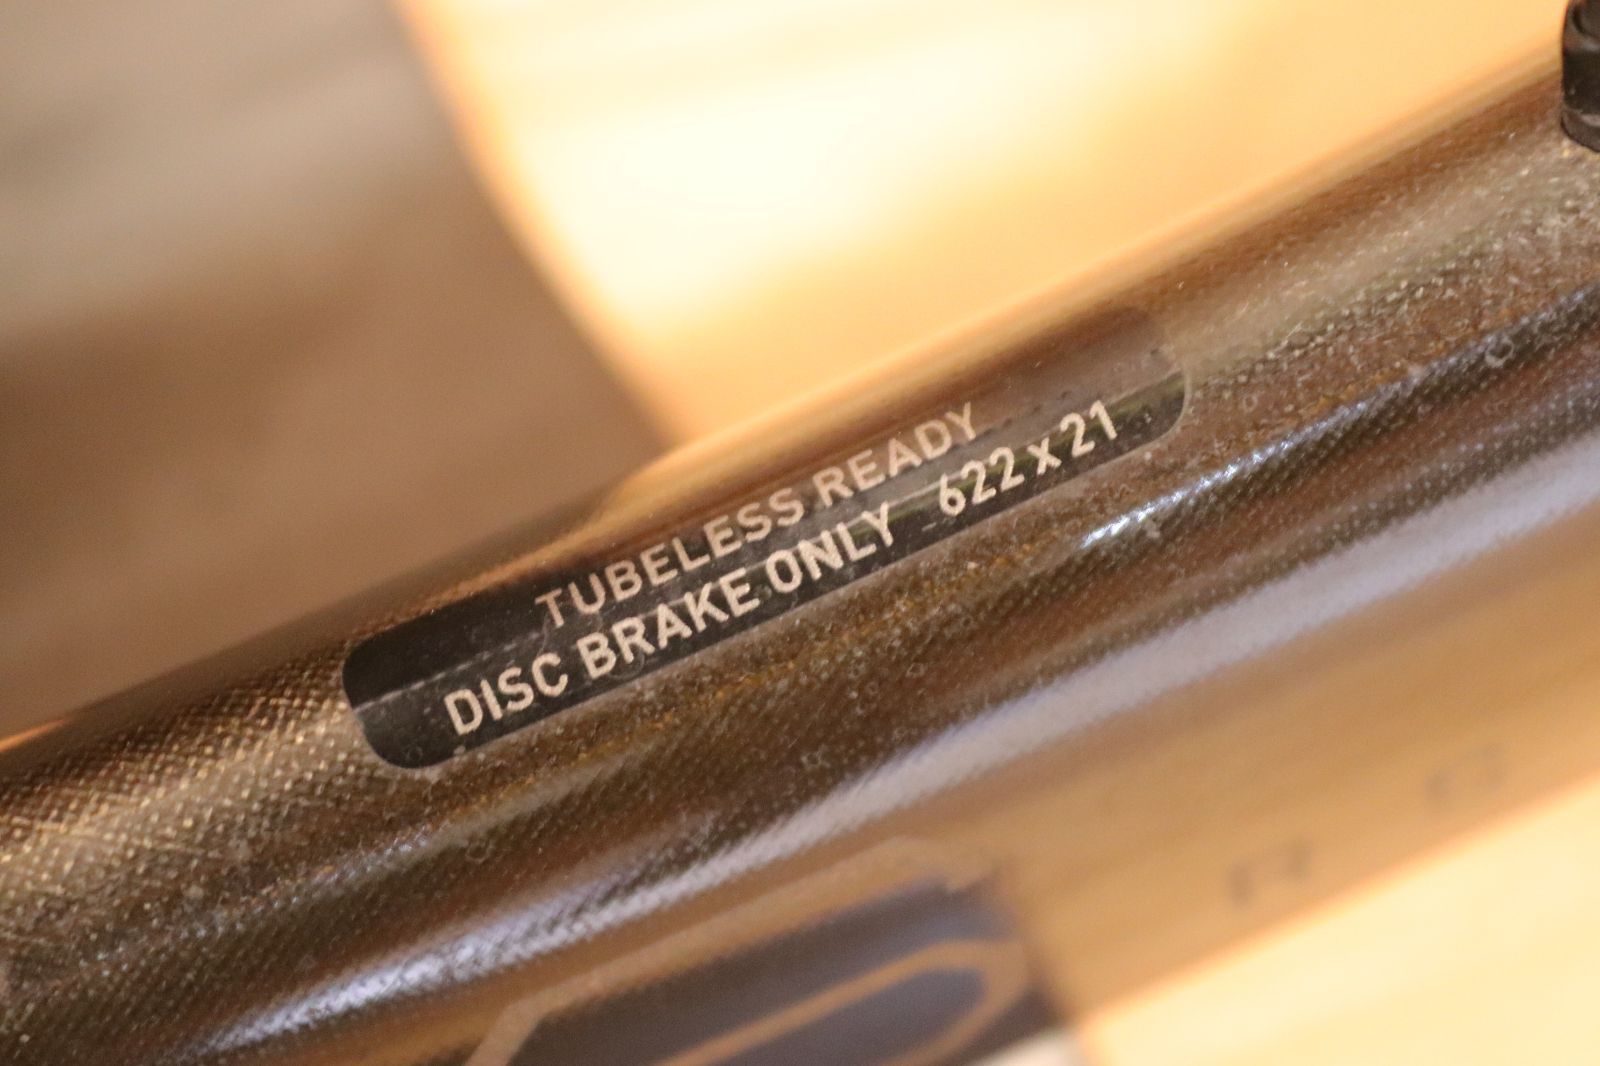 TUBELESS READY
DISC BRAKE ONLY 622 x 21